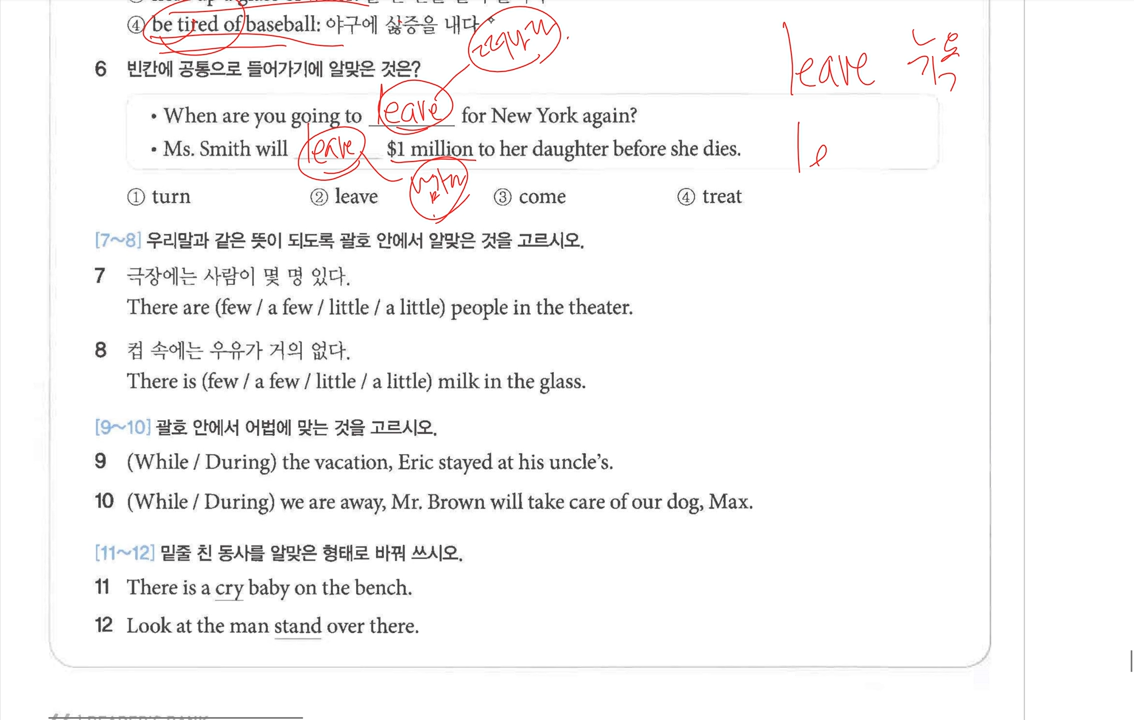 ④ be tired of baseball: 야구에 싫증을 내다
6 빈칸에 공통으로 들어가기에 알맞은 것은?
leave
• When are you going to leave for New York again?
• Ms. Smith will leave $1 million to her daughter before she dies.
le
① turn ② leave ③ come ④ treat
[7~8] 우리말과 같은 뜻이 되도록 괄호 안에서 알맞은 것을 고르시오.
7 극장에는 사람이 몇 명 있다.
There are (few / a few / little / a little) people in the theater.
8 컵 속에는 우유가 거의 없다.
There is (few / a few / little / a little) milk in the glass.
[9~10] 괄호 안에서 어법에 맞는 것을 고르시오.
9 (While / During) the vacation, Eric stayed at his uncle's.
10 (While / During) we are away, Mr. Brown will take care of our dog, Max.
[11~12] 밑줄 친 동사를 알맞은 형태로 바꿔 쓰시오.
11 There is a cry baby on the bench.
12 Look at the man stand over there.